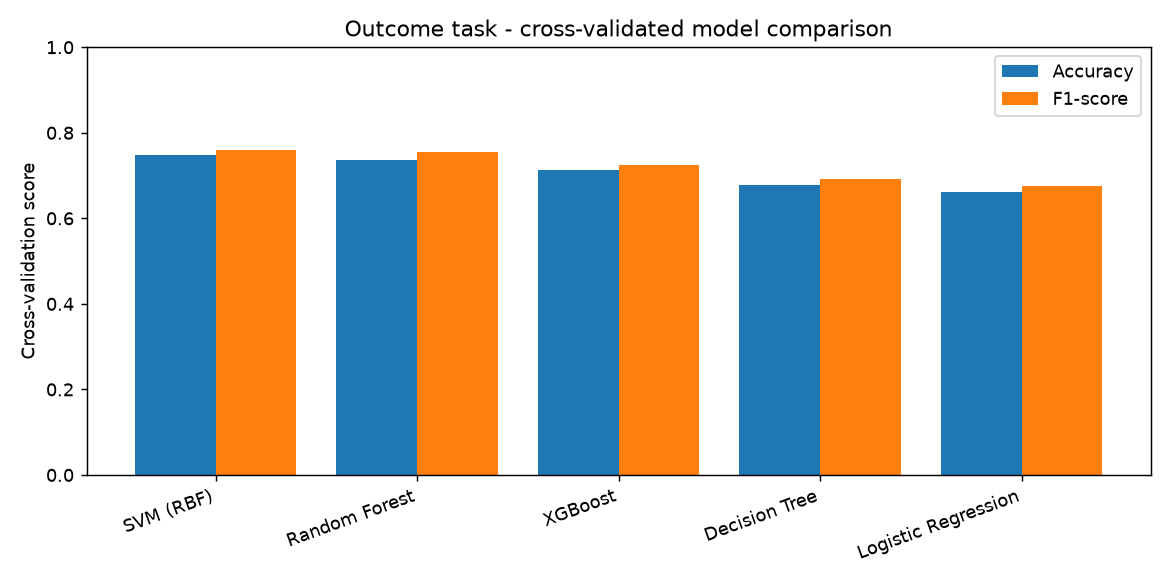 Outcome task - cross-validated model comparison
Accuracy
F1-score
Cross-validation score
1.0
0.8
0.6
0.4
0.2
0.0
SVM (RBF)
Random Forest
XGBoost
Decision Tree
Logistic Regression